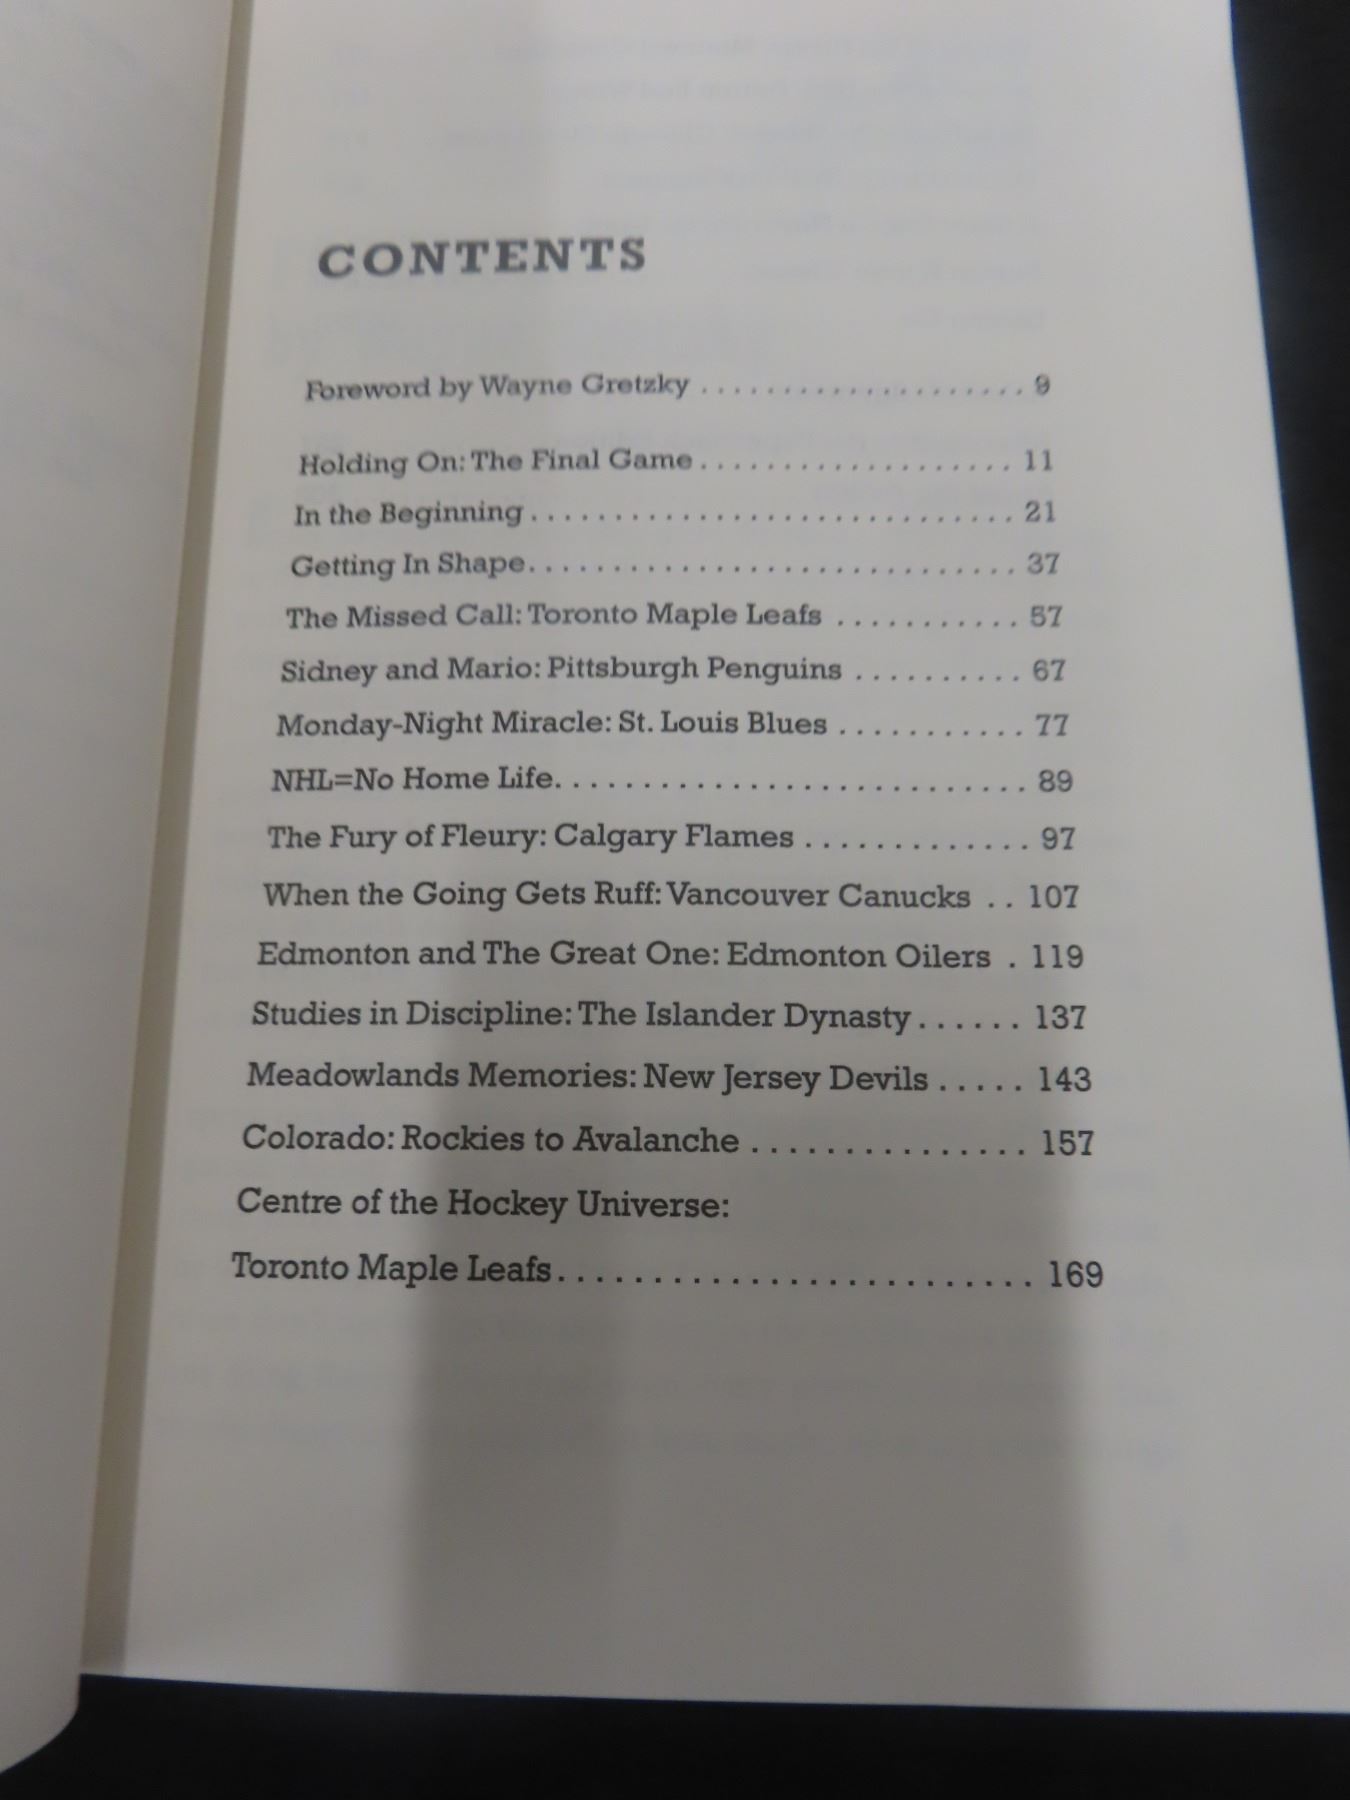 CONTENTS
Foreword by Wayne Gretzky . . . . . . . . . . . . . . . . . . . . 9
Holding On: The Final Game . . . . . . . . . . . . . . . . . . . 11
In the Beginning . . . . . . . . . . . . . . . . . . . . . . . . . . . . . 21
Getting In Shape. . . . . . . . . . . . . . . . . . . . . . . . . . . . . 37
The Missed Call: Toronto Maple Leafs . . . . . . . . . . . 57
Sidney and Mario: Pittsburgh Penguins . . . . . . . . . . 67
Monday-Night Miracle: St. Louis Blues . . . . . . . . . . . 77
NHL=No Home Life. . . . . . . . . . . . . . . . . . . . . . . . . . . 89
The Fury of Fleury: Calgary Flames . . . . . . . . . . . . . 97
When the Going Gets Ruff: Vancouver Canucks . . 107
Edmonton and The Great One: Edmonton Oilers . 119
Studies in Discipline: The Islander Dynasty . . . . . . 137
Meadowlands Memories: New Jersey Devils . . . . . 143
Colorado: Rockies to Avalanche . . . . . . . . . . . . . . . 157
Centre of the Hockey Universe:
Toronto Maple Leafs . . . . . . . . . . . . . . . . . . . . . . . . . . 169